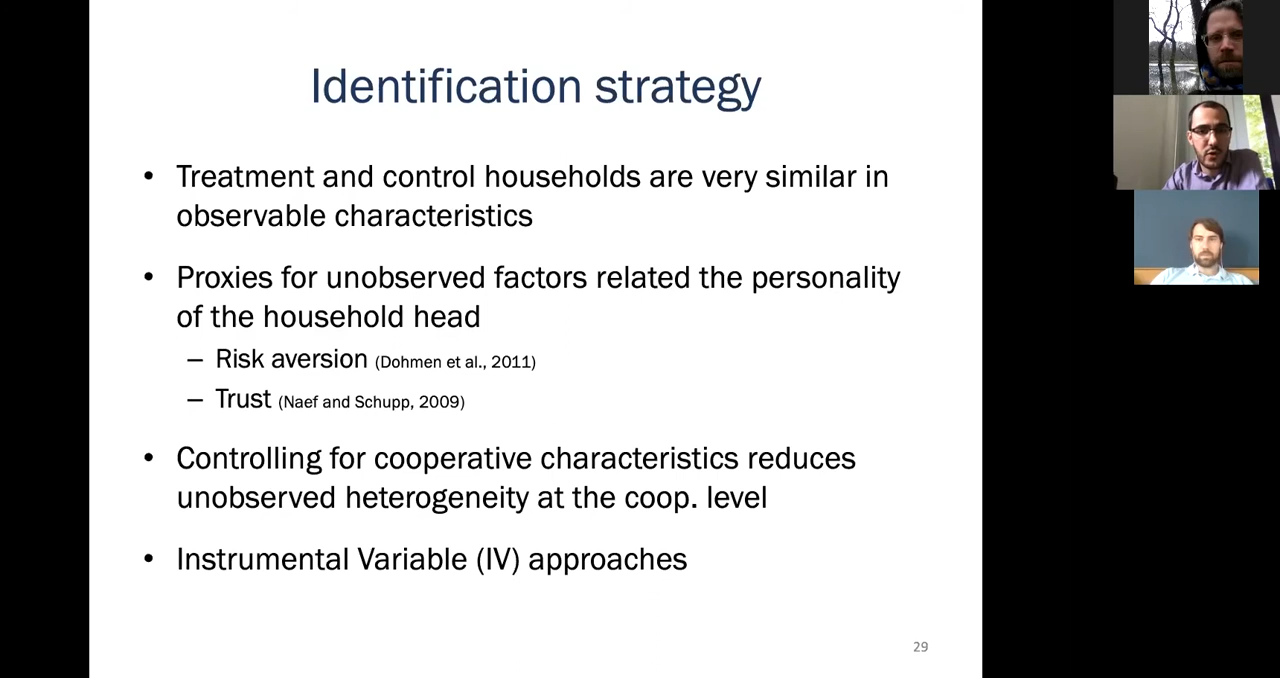 Identification strategy
• Treatment and control households are very similar in
observable characteristics
• Proxies for unobserved factors related the personality
of the household head
– Risk aversion (Dohmen et al., 2011)
– Trust (Naef and Schupp, 2009)
• Controlling for cooperative characteristics reduces
unobserved heterogeneity at the coop. level
• Instrumental Variable (IV) approaches
29